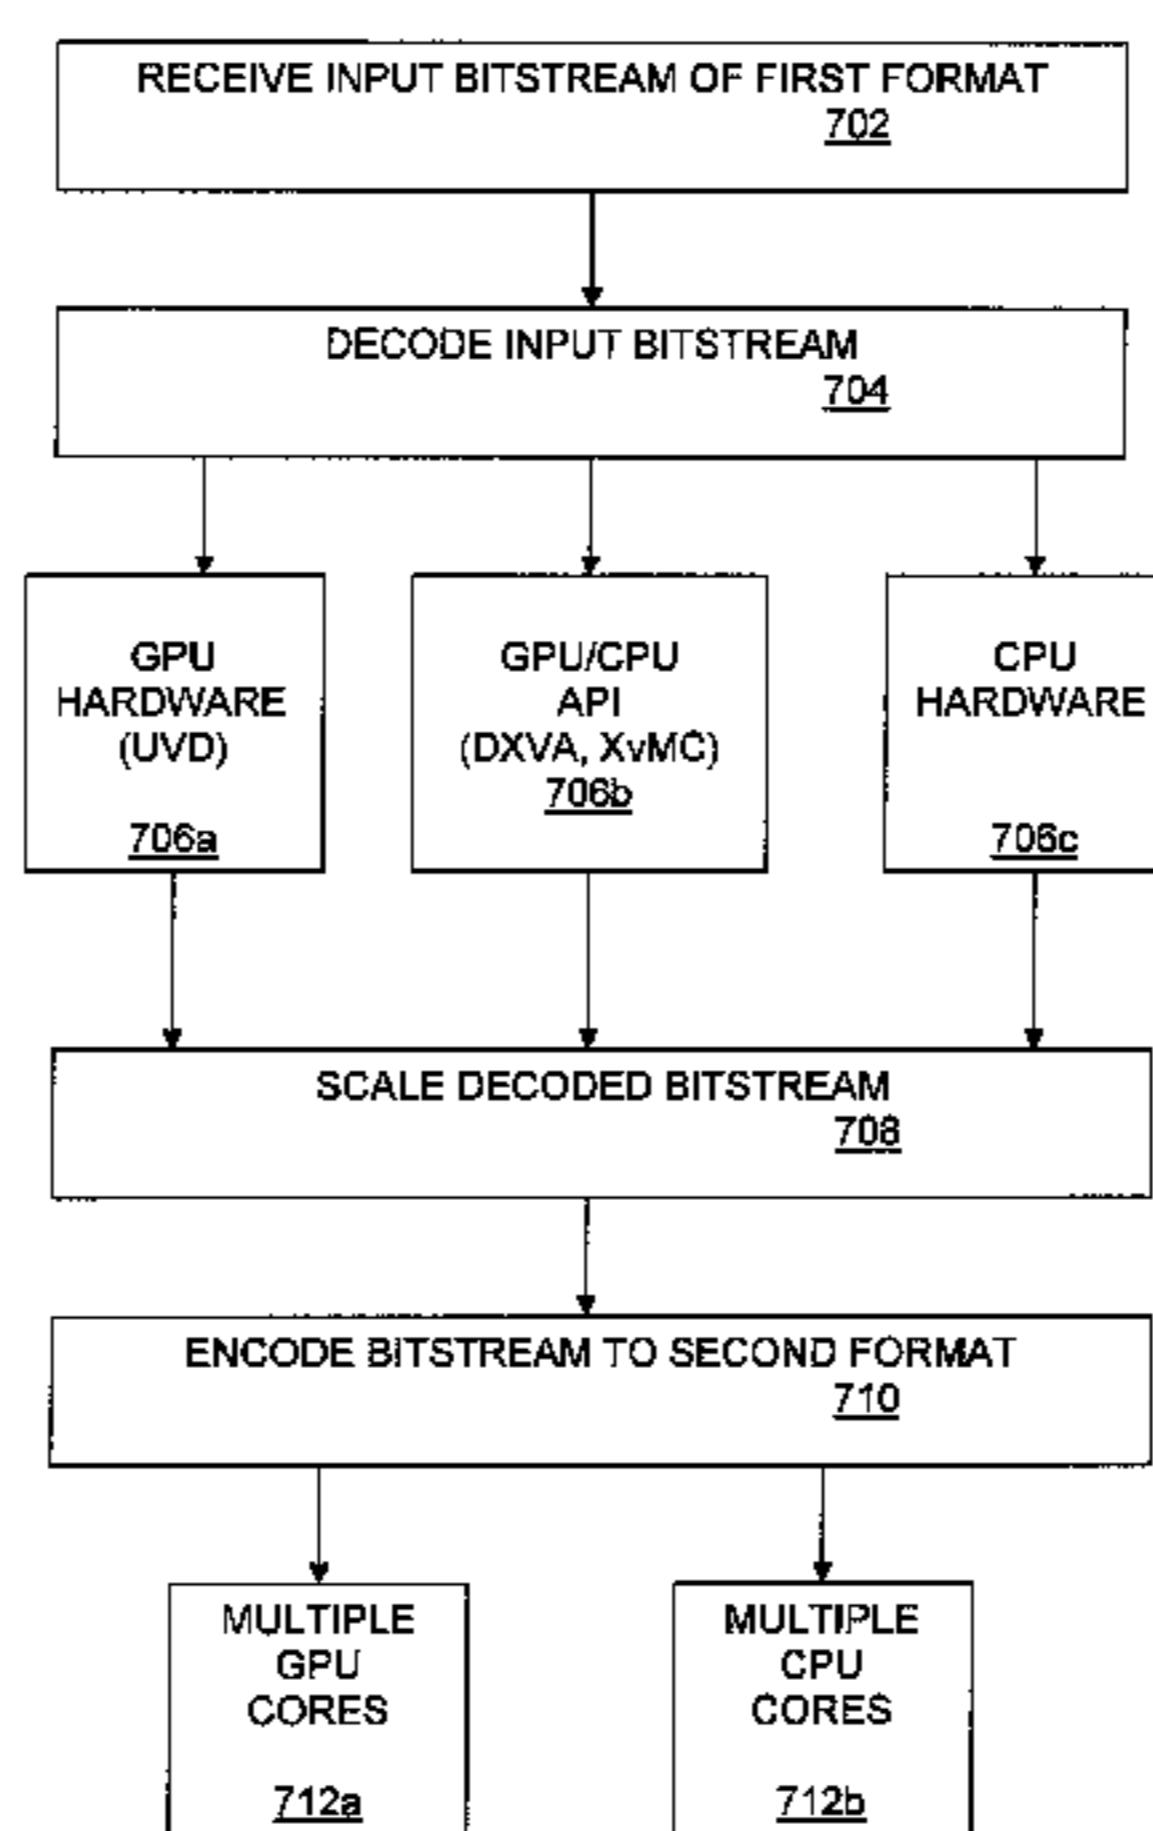 RECEIVE INPUT BITSTREAM OF FIRST FORMAT
702
DECODE INPUT BITSTREAM
704
GPU
HARDWARE
(UVD)
706a
GPU/CPU
API
(DXVA, XvMC)
706b
CPU
HARDWARE
706c
SCALE DECODED BITSTREAM
708
ENCODE BITSTREAM TO SECOND FORMAT
710
MULTIPLE
GPU
CORES
712a
MULTIPLE
CPU
CORES
712b